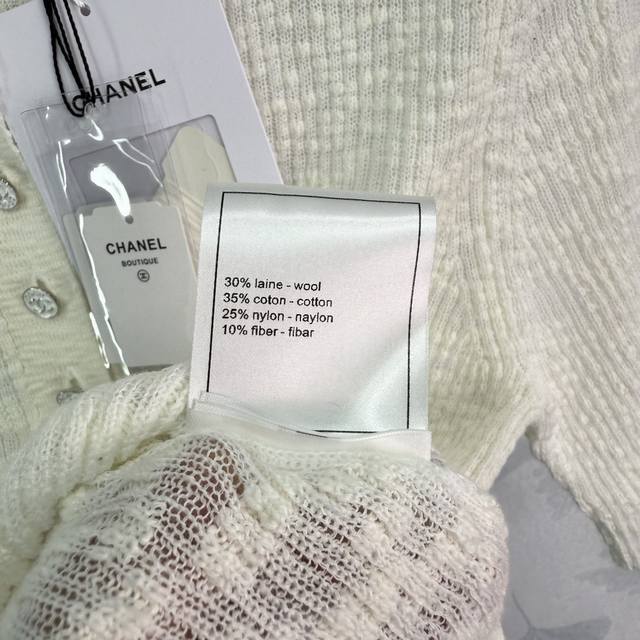 CHANEL
CHANEL
BOUTIQUE
30% laine - wool
35% coton - cotton
25% nylon - naylon
10% fiber - fibar